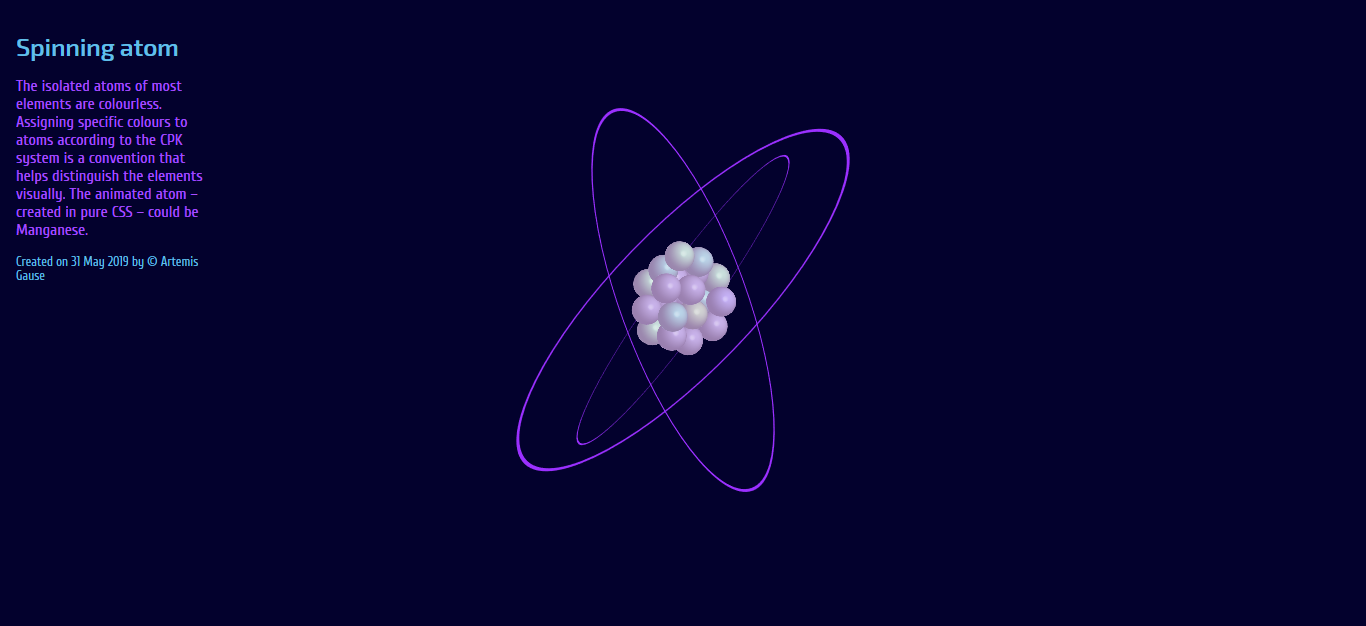 Spinning atom
The isolated atoms of most
elements are colourless.
Assigning specific colours to
atoms according to the CPK
system is a convention that
helps distinguish the elements
visually. The animated atom –
created in pure CSS – could be
Manganese.
Created on 31 May 2019 by © Artemis
Gause